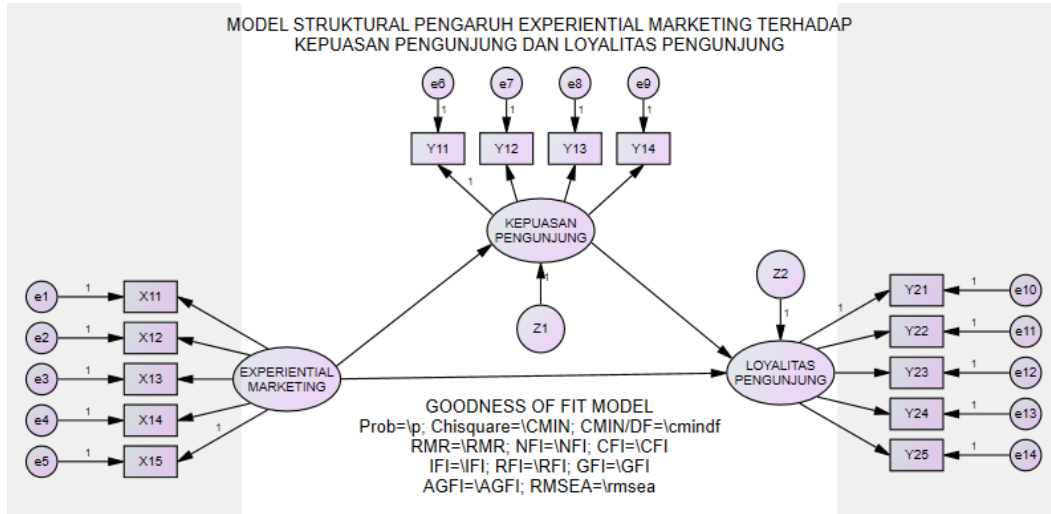 MODEL STRUKTURAL PENGARUH EXPERIENTIAL MARKETING TERHADAP
KEPUASAN PENGUNJUNG DAN LOYALITAS PENGUNJUNG
e6 e7 e8 e9
1 1 1 1
Y11 Y12 Y13 Y14
1
KEPUASAN
PENGUNJUNG
1
Z1
Z2
1
e1 1 X11
e2 1 X12
e3 1 X13
e4 1 X14
e5 1 X15
1
EXPERIENTIAL
MARKETING
LOYALITAS
PENGUNJUNG
1
Y21 1 e10
Y22 1 e11
Y23 1 e12
Y24 1 e13
Y25 1 e14
GOODNESS OF FIT MODEL
Prob=\p; Chisquare=\CMIN; CMIN/DF=\cmindf
RMR=\RMR; NFI=\NFI; CFI=\CFI
IFI=\IFI; RFI=\RFI; GFI=\GFI
AGFI=\AGFI; RMSEA=\rmsea